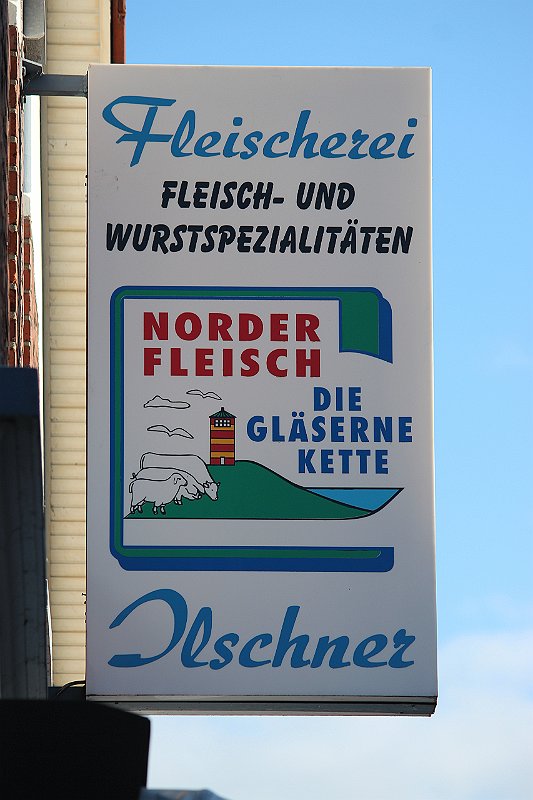 Fleischerei
FLEISCH- UND
WURSTSPEZIALITÄTEN
NORDER
FLEISCH
DIE
GLÄSERNE
KETTE
Ilschner